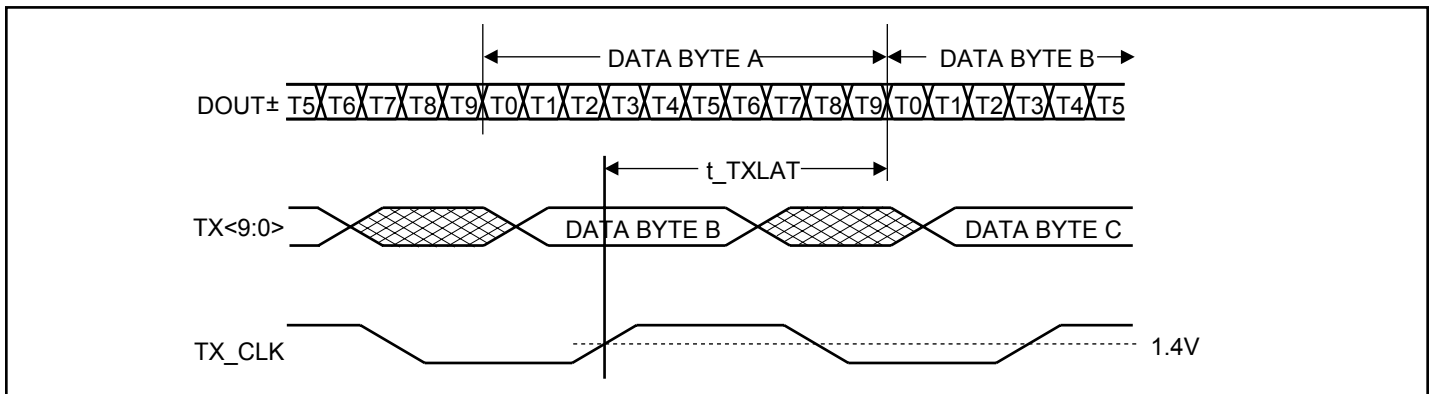 DATA BYTE A DATA BYTE B
DOUT± T5 T6 T7 T8 T9 T0 T1 T2 T3 T4 T5 T6 T7 T8 T9 T0 T1 T2 T3 T4 T5
t_TXLAT
TX<9:0> DATA BYTE B DATA BYTE C
TX_CLK 1.4V